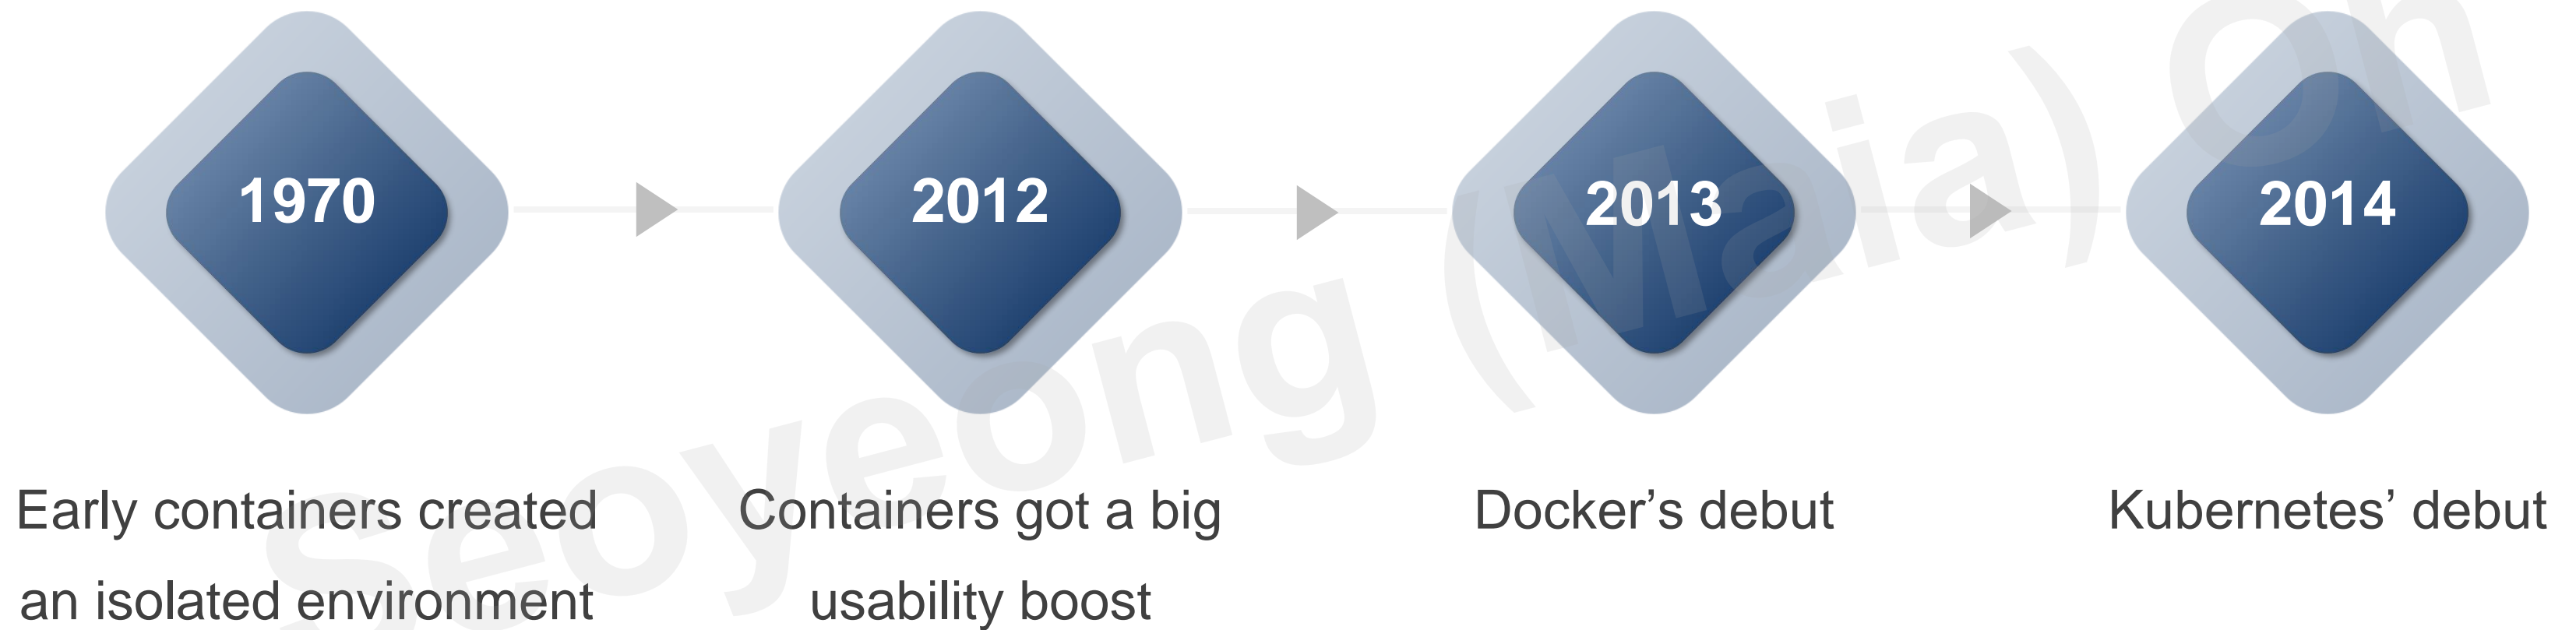 1970
2012
2013
2014
Early containers created
an isolated environment
Containers got a big
usability boost
Docker’s debut
Kubernetes’ debut
Seoyeong (Maia) On